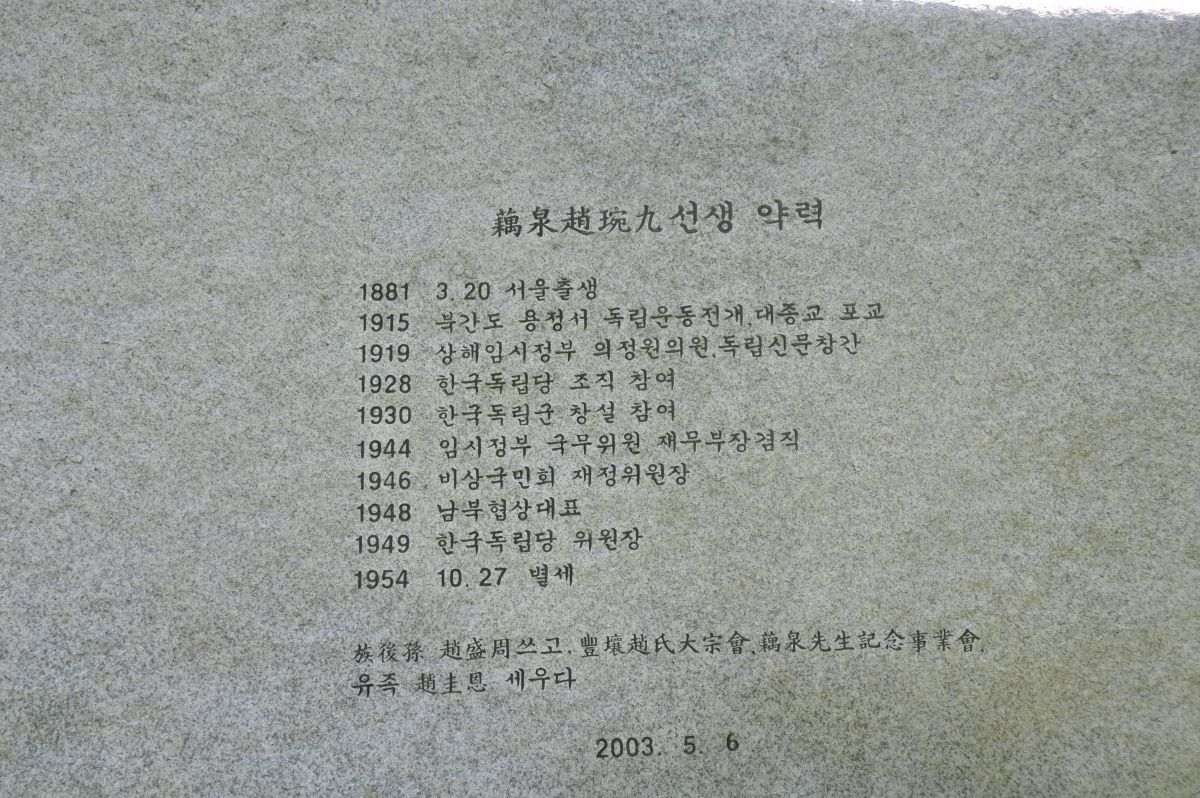 藕泉趙琬九선생 약력
1881 3. 20 서울출생
1915 북간도 용정서 독립운동전개,대종교 포교
1919 상해임시정부 의정원의원,독립신문창간
1928 한국독립당 조직 참여
1930 한국독립군 창설 참여
1944 임시정부 국무위원 재무부장겸직
1946 비상국민회 재정위원장
1948 남부협상대표
1949 한국독립당 위원장
1954 10. 27 별세
族後孫 趙盛周쓰고, 豐壤趙氏大宗會,藕泉先生記念事業會,
유족 趙圭恩 세우다
2003. 5. 6